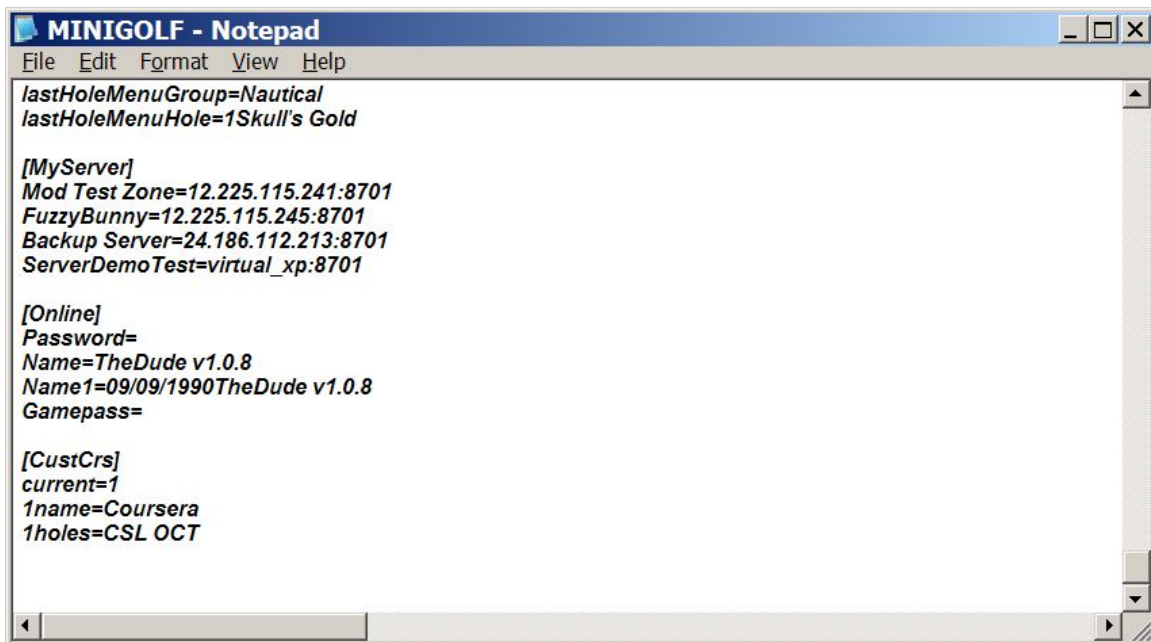 MINIGOLF - Notepad
File Edit Format View Help
lastHoleMenuGroup=Nautical
lastHoleMenuHole=1Skull's Gold
[MyServer]
Mod Test Zone=12.225.115.241:8701
FuzzyBunny=12.225.115.245:8701
Backup Server=24.186.112.213:8701
ServerDemoTest=virtual_xp:8701
[Online]
Password=
Name=TheDude v1.0.8
Name1=09/09/1990TheDude v1.0.8
Gamepass=
[CustCrs]
current=1
1name=Coursera
1holes=CSL OCT